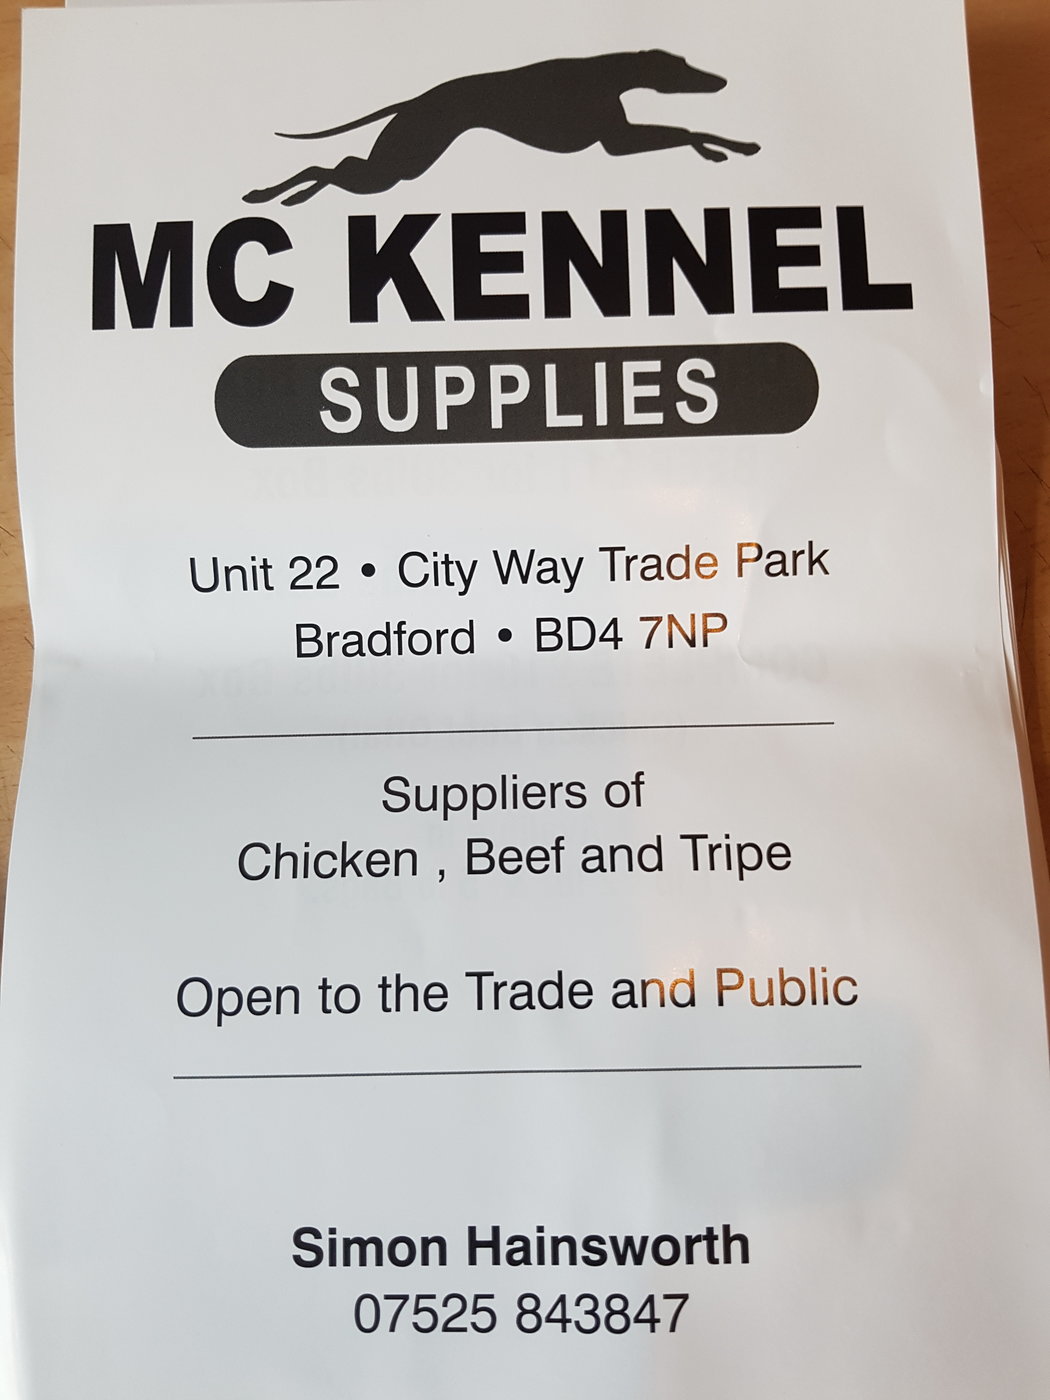 MC KENNEL
SUPPLIES
Unit 22 • City Way Trade Park
Bradford • BD4 7NP
Suppliers of
Chicken , Beef and Tripe
Open to the Trade and Public
Simon Hainsworth
07525 843847